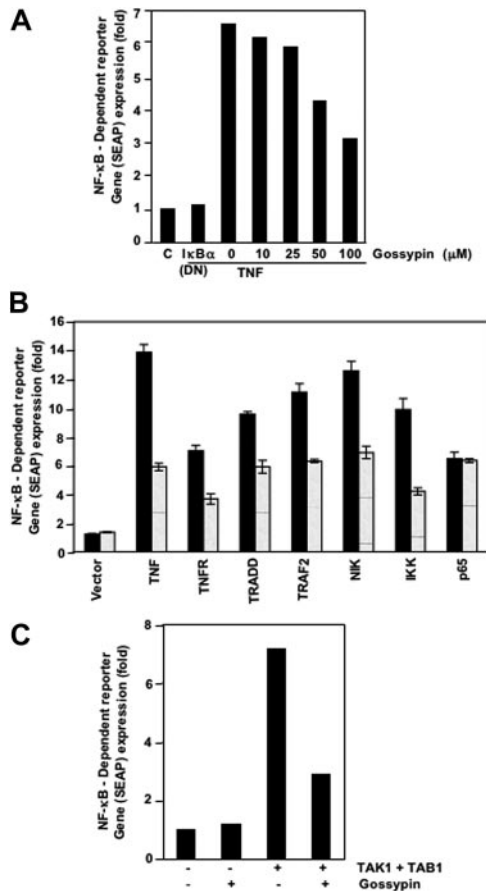 A
NF-κB - Dependent reporter
Gene (SEAP) expression (fold)
7
6
5
4
3
2
1
0
C IκBα 0 10 25 50 100 Gossypin (μM)
(DN) TNF
B
NF-κB - Dependent reporter
Gene (SEAP) expression (fold)
16
14
12
10
8
6
4
2
0
Vector TNF TNFR TRADD TRAF2 NIK IKK p65
C
NF-κB - Dependent reporter
Gene (SEAP) expression (fold)
8
6
4
2
0
- - + + TAK1 + TAB1
- + - + Gossypin